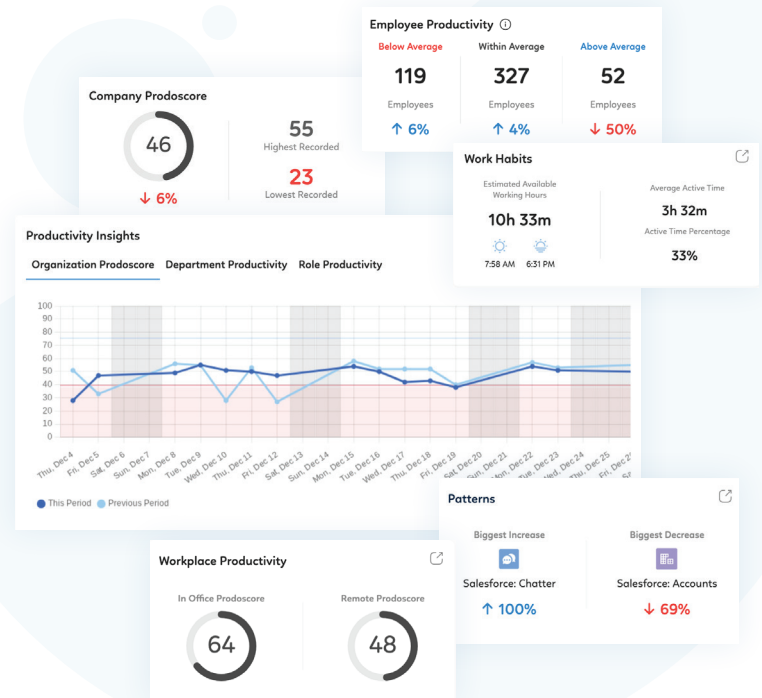 Employee Productivity
Below Average
Within Average
Above Average
119
327
52
Employees
Employees
Employees
↑ 6%
↑ 4%
↓ 50%
Company Prodoscore
46
↓ 6%
55
Highest Recorded
23
Lowest Recorded
Work Habits
Estimated Available
Working Hours
10h 33m
7:58 AM
6:31 PM
Average Active Time
3h 32m
Active Time Percentage
33%
Productivity Insights
Organization Prodoscore
Department Productivity
Role Productivity
100
90
80
70
60
50
40
30
20
10
0
Thu, Dec 4
Fri, Dec 5
Sat, Dec 6
Sun, Dec 7
Mon, Dec 8
Tue, Dec 9
Wed, Dec 10
Thu, Dec 11
Fri, Dec 12
Sat, Dec 13
Sun, Dec 14
Mon, Dec 15
Tue, Dec 16
Wed, Dec 17
Thu, Dec 18
Fri, Dec 19
Sat, Dec 20
Sun, Dec 21
Mon, Dec 22
Tue, Dec 23
Wed, Dec 24
Thu, Dec 25
Fri, Dec
This Period
Previous Period
Patterns
Biggest Increase
Salesforce: Chatter
↑ 100%
Biggest Decrease
Salesforce: Accounts
↓ 69%
Workplace Productivity
In Office Prodoscore
64
Remote Prodoscore
48